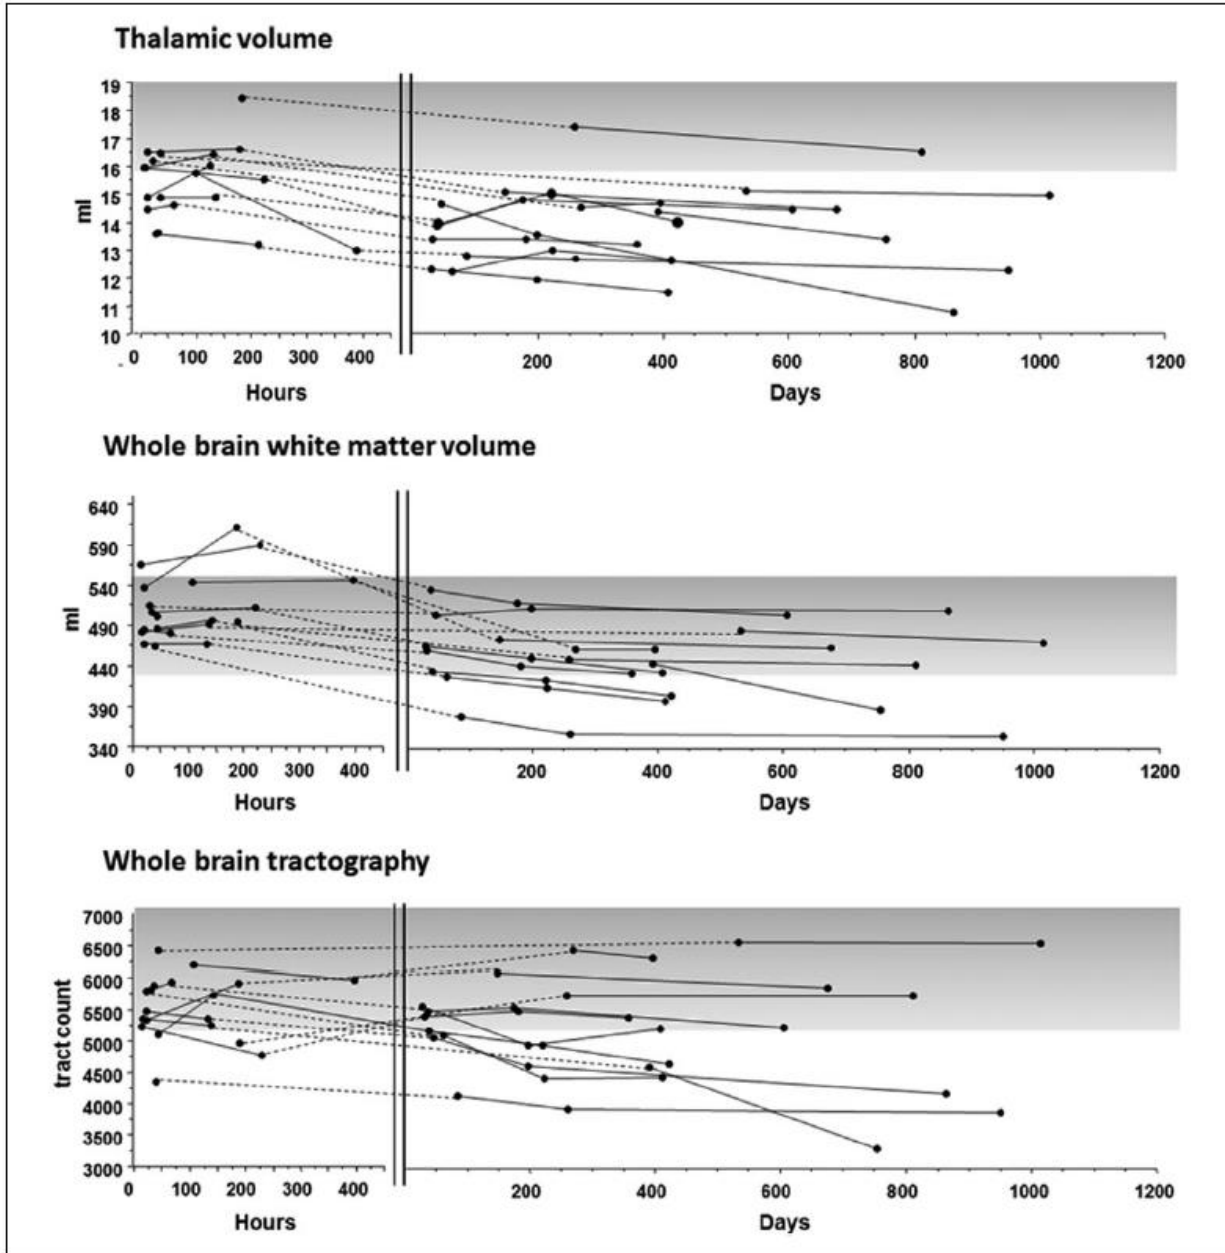 Thalamic volume
19
18
17
16
15
14
13
12
11
10
ml
0 100 200 300 400
200 400 600 800 1000 1200
Hours Days
Whole brain white matter volume
640
590
540
490
440
390
340
ml
0 100 200 300 400
200 400 600 800 1000 1200
Hours Days
Whole brain tractography
7000
6500
6000
5500
5000
4500
4000
3500
3000
tract count
0 100 200 300 400
200 400 600 800 1000 1200
Hours Days